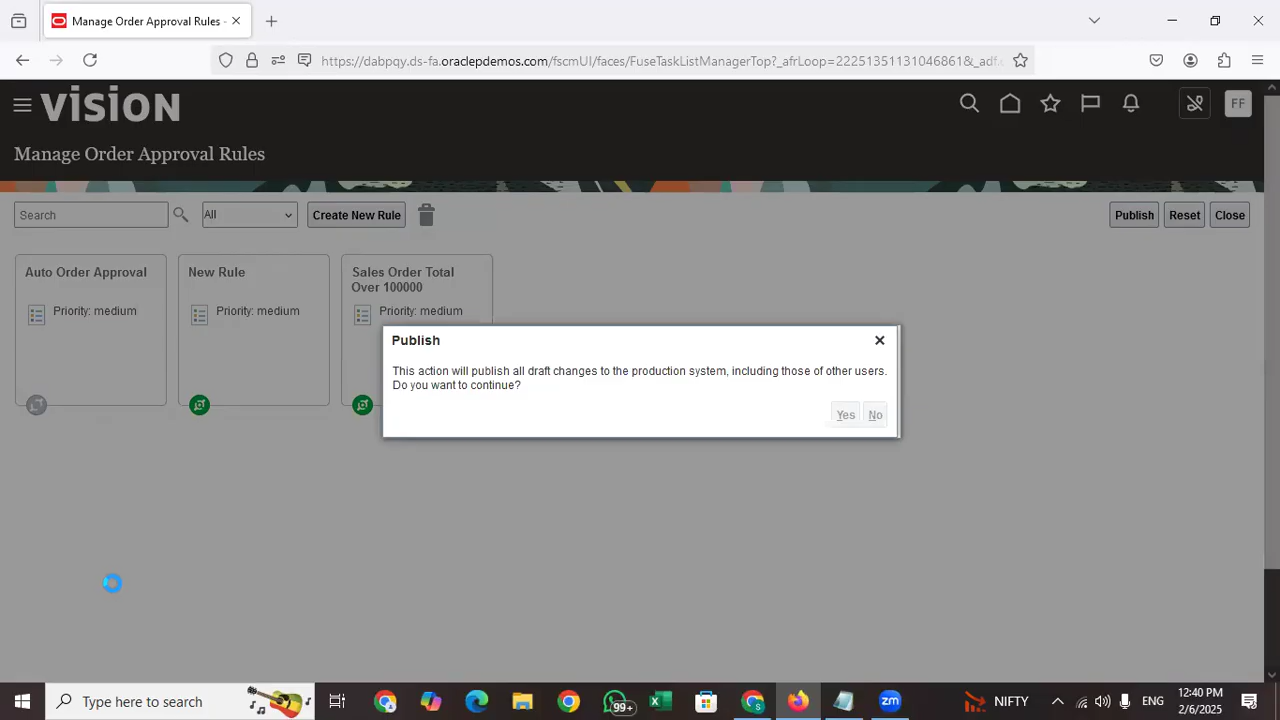 Manage Order Approval Rules -
https://dabpqy.ds-fa.oraclepdemos.com/fscmUI/faces/FuseTaskListManagerTop?_afrLoop=22251351131046861&_adf.c
VISION
FF
Manage Order Approval Rules
Search
All
Create New Rule
Publish
Reset
Close
Auto Order Approval
Priority: medium
New Rule
Priority: medium
Sales Order Total
Over 100000
Priority: medium
Publish
This action will publish all draft changes to the production system, including those of other users.
Do you want to continue?
Yes
No
Type here to search
99+
zm
NIFTY
ENG
12:40 PM
2/6/2025